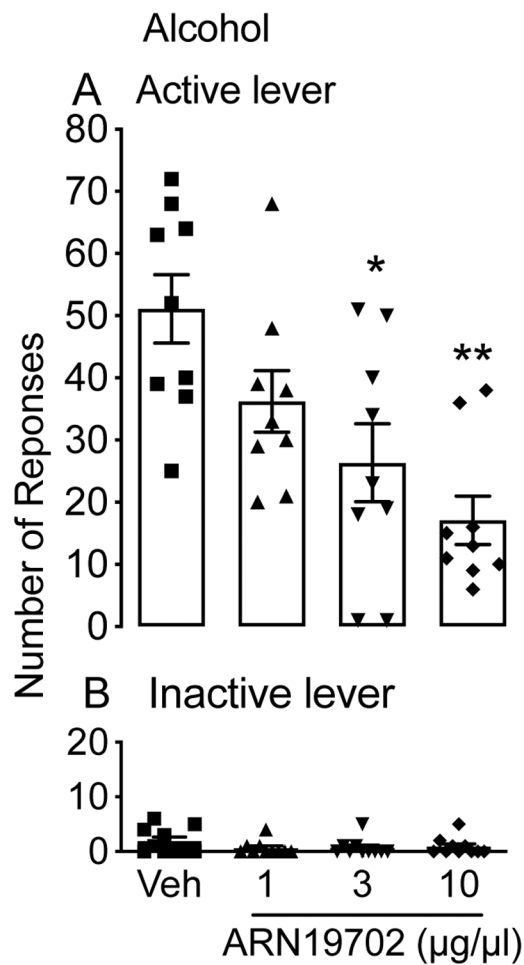 Alcohol
A Active lever
80
70
60
50
40
30
20
10
0
Number of Reponses
*
**
B Inactive lever
20
10
0
Veh 1 3 10
ARN19702 (μg/μl)